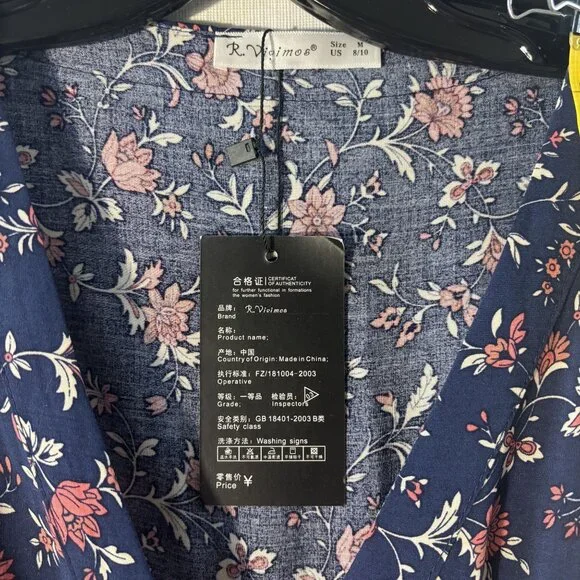 R.Vivimos® Size M
US 8/10
合格证 CERTIFICAT
OF AUTHENTICITY
for further functional in formations
the women's fashion
品牌: R.Vivimos
Brand
名称:
Product name;
产地: 中国
Country of Origin: Made in China;
执行标准: FZ/181004-2003
Operative
等级: 一等品 检验员:
Grade; Inspectors
安全类别: GB 18401-2003 B类
Safety class
洗涤方法: Washing signs
零售价 ¥
Price